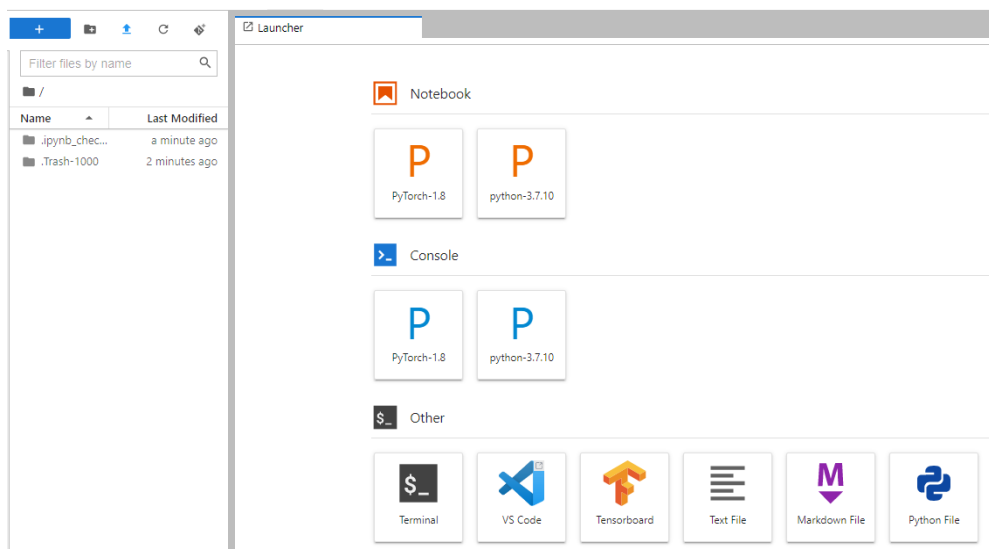 Launcher
Filter files by name
/
Name Last Modified
.ipynb_chec... a minute ago
.Trash-1000 2 minutes ago
Notebook
P P
PyTorch-1.8 python-3.7.10
>_ Console
P P
PyTorch-1.8 python-3.7.10
$_ Other
$_ M
Terminal VS Code Tensorboard Text File Markdown File Python File